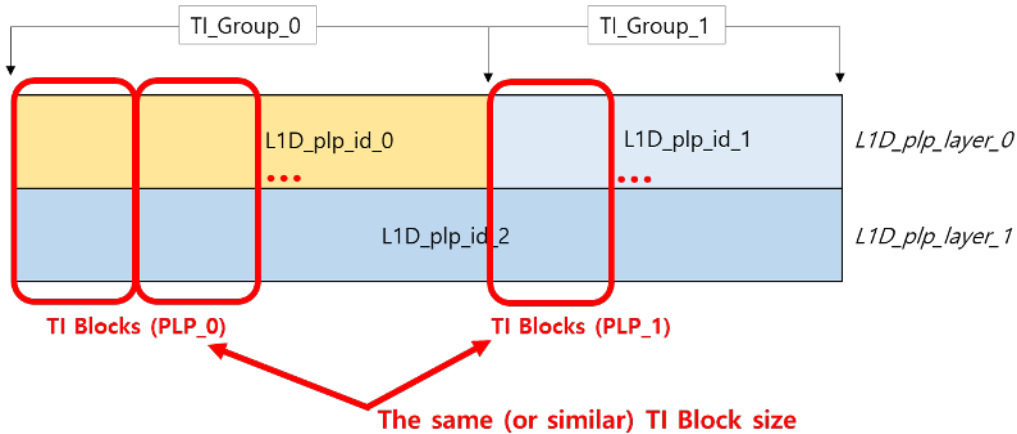 TI_Group_0
TI_Group_1
L1D_plp_id_0
L1D_plp_id_1
L1D_plp_layer_0
...
...
L1D_plp_id_2
L1D_plp_layer_1
TI Blocks (PLP_0)
TI Blocks (PLP_1)
The same (or similar) TI Block size